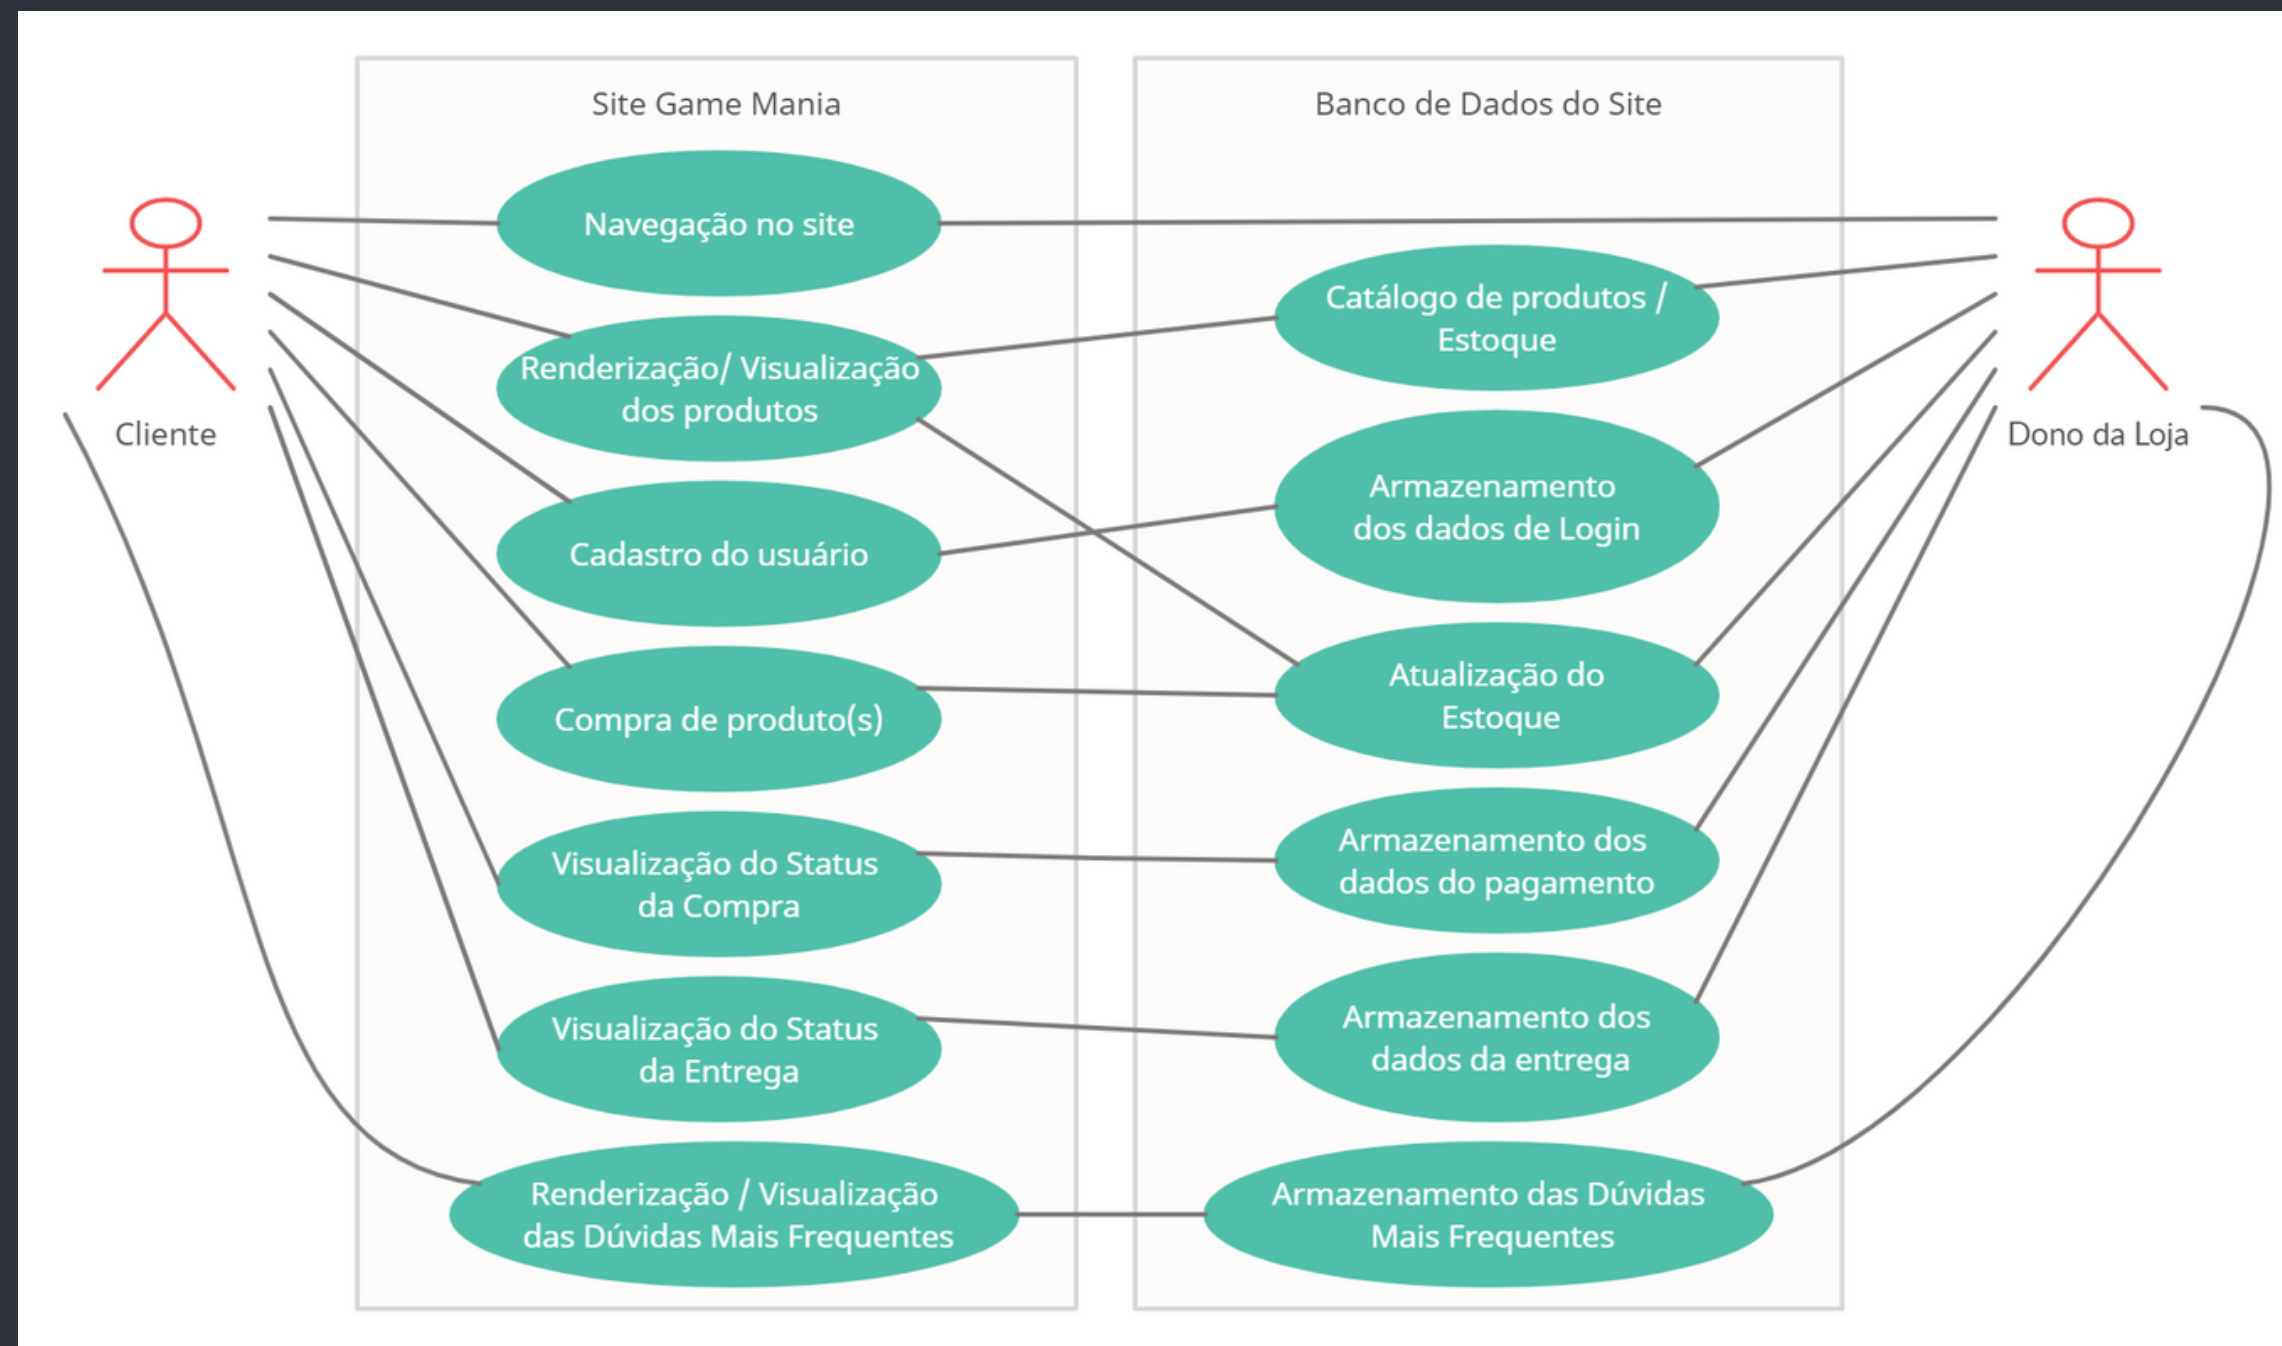 Site Game Mania
Navegação no site
Renderização/ Visualização
dos produtos
Cadastro do usuário
Compra de produto(s)
Visualização do Status
da Compra
Visualização do Status
da Entrega
Renderização / Visualização
das Dúvidas Mais Frequentes
Cliente
Banco de Dados do Site
Catálogo de produtos /
Estoque
Armazenamento
dos dados de Login
Atualização do
Estoque
Armazenamento dos
dados do pagamento
Armazenamento dos
dados da entrega
Armazenamento das Dúvidas
Mais Frequentes
Dono da Loja